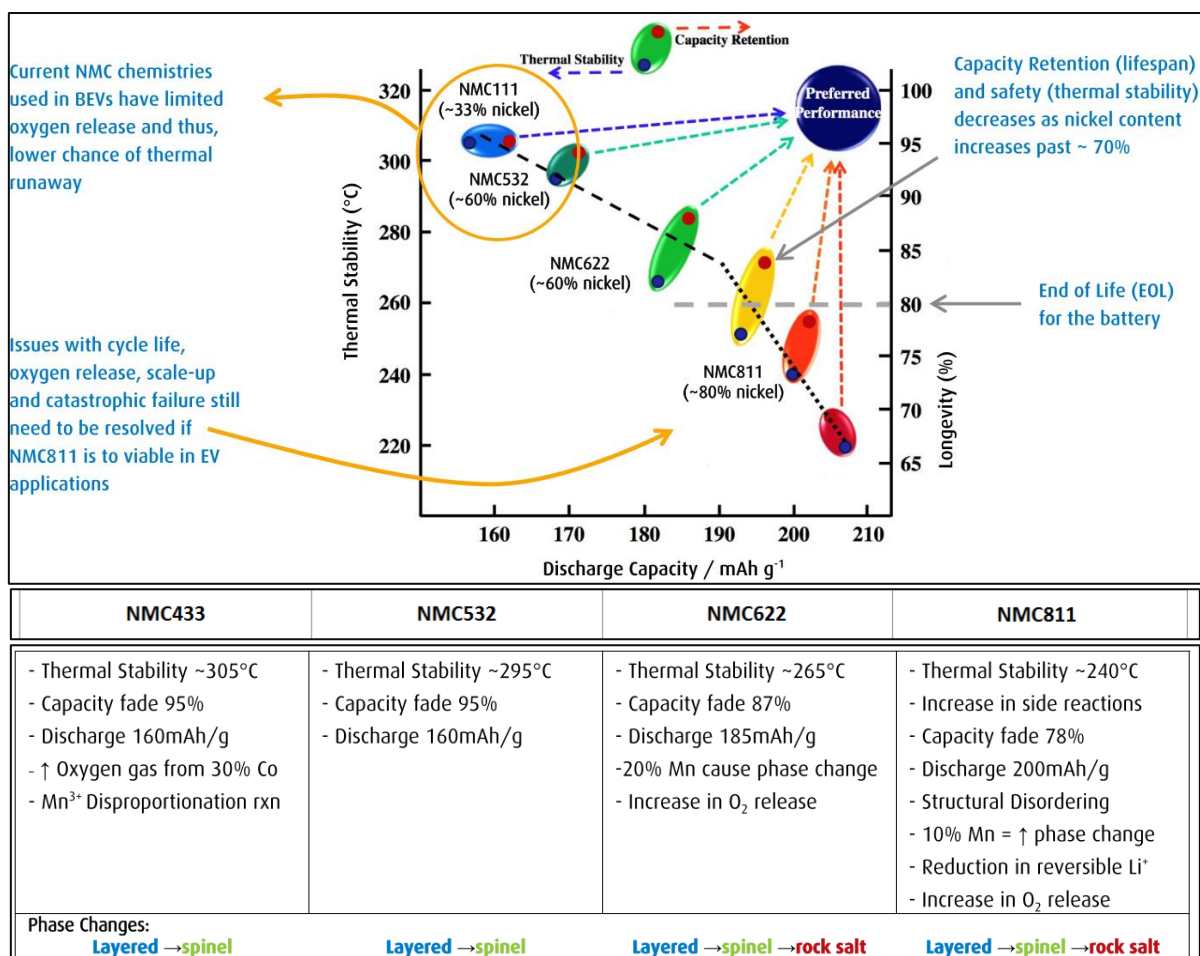 Current NMC chemistries
used in BEVs have limited
oxygen release and thus,
lower chance of thermal
runaway
Issues with cycle life,
oxygen release, scale-up
and catastrophic failure still
need to be resolved if
NMC811 is to viable in EV
applications
Thermal Stability
Capacity Retention
NMC111
(~33% nickel)
NMC532
(~60% nickel)
NMC622
(~60% nickel)
NMC811
(~80% nickel)
Preferred
Performance
Thermal Stability (°C)
320
300
280
260
240
220
160
170
180
190
200
210
Discharge Capacity / mAh g⁻¹
100
95
90
85
80
75
70
65
Longevity (%)
Capacity Retention (lifespan)
and safety (thermal stability)
decreases as nickel content
increases past ~ 70%
End of Life (EOL)
for the battery
NMC433
NMC532
NMC622
NMC811
- Thermal Stability ~305°C
- Capacity fade 95%
- Discharge 160mAh/g
- ↑ Oxygen gas from 30% Co
- Mn³⁺ Disproportionation rxn
- Thermal Stability ~295°C
- Capacity fade 95%
- Discharge 160mAh/g
- Thermal Stability ~265°C
- Capacity fade 87%
- Discharge 185mAh/g
-20% Mn cause phase change
- Increase in O₂ release
- Thermal Stability ~240°C
- Increase in side reactions
- Capacity fade 78%
- Discharge 200mAh/g
- Structural Disordering
- 10% Mn = ↑ phase change
- Reduction in reversible Li⁺
- Increase in O₂ release
Phase Changes:
Layered →spinel
Layered →spinel
Layered →spinel→rock salt
Layered →spinel→rock salt